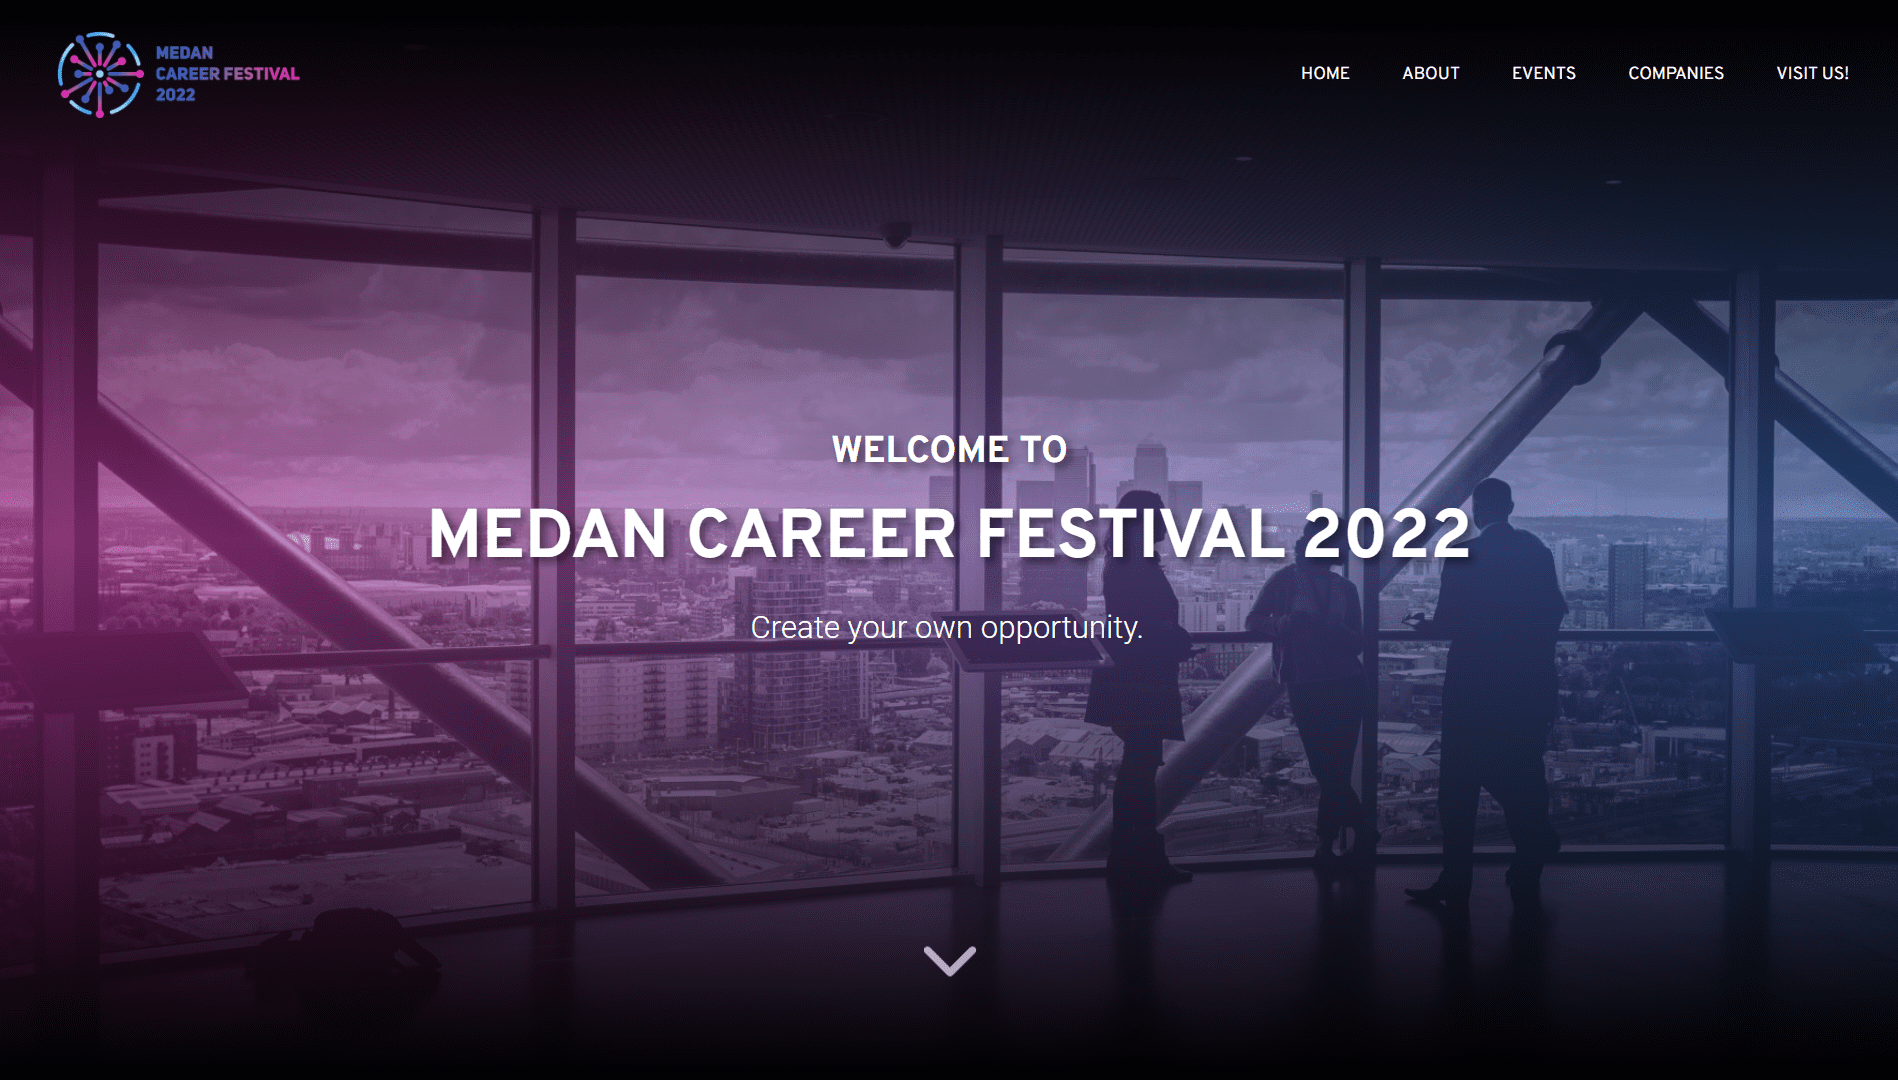 MEDAN
CAREER FESTIVAL
2022
HOME
ABOUT
EVENTS
COMPANIES
VISIT US!
WELCOME TO
MEDAN CAREER FESTIVAL 2022
Create your own opportunity.